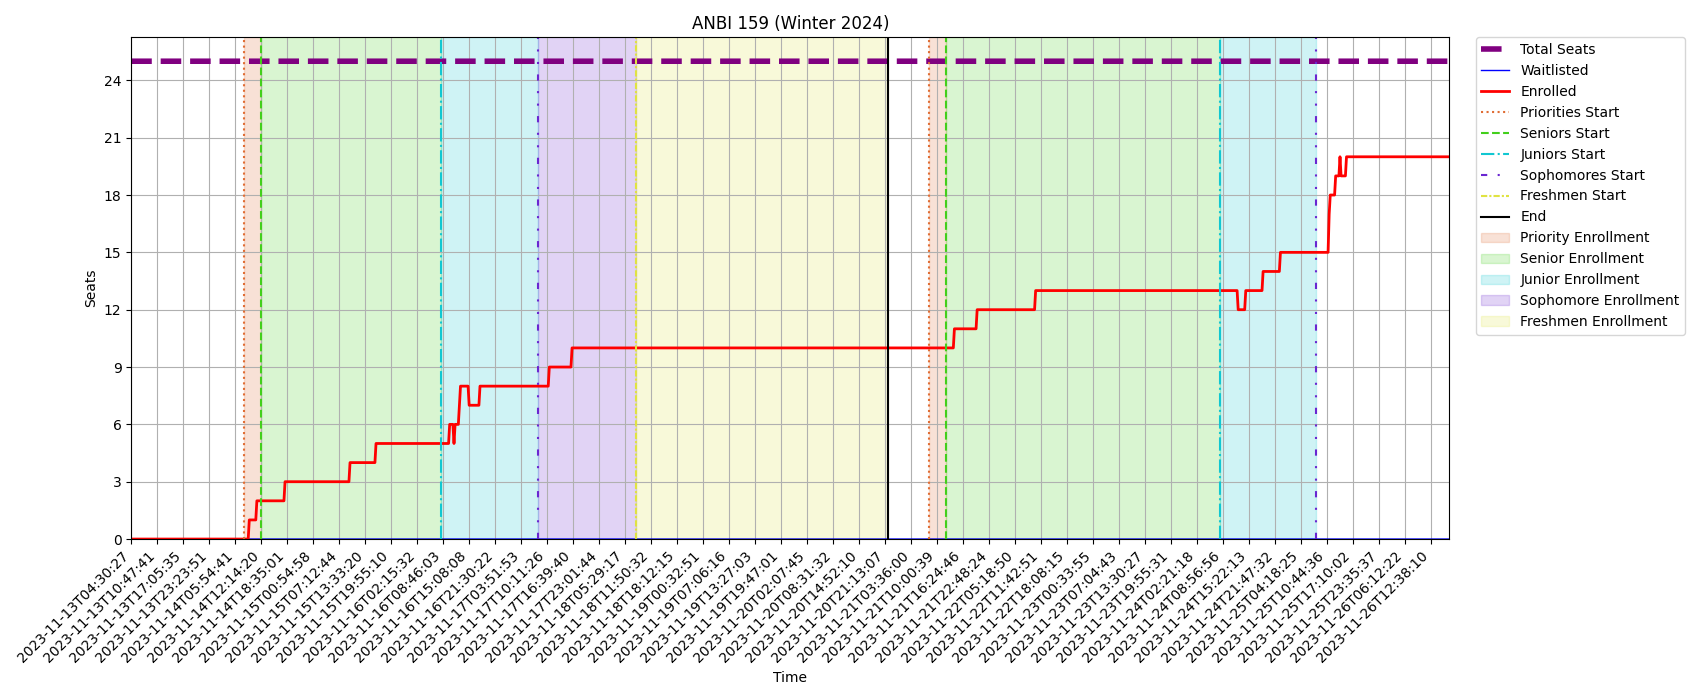 ANBI 159 (Winter 2024)
Seats
24
21
18
15
12
9
6
3
0
2023-11-13T04:30:27
2023-11-13T10:47:41
2023-11-13T17:05:35
2023-11-13T23:23:51
2023-11-14T05:54:41
2023-11-14T12:14:20
2023-11-14T18:35:01
2023-11-15T00:54:58
2023-11-15T07:12:44
2023-11-15T13:33:20
2023-11-15T19:55:10
2023-11-16T02:15:32
2023-11-16T08:46:03
2023-11-16T15:08:08
2023-11-16T21:30:22
2023-11-17T03:51:53
2023-11-17T10:11:26
2023-11-17T16:39:40
2023-11-17T23:01:44
2023-11-18T05:29:17
2023-11-18T11:50:32
2023-11-18T18:12:15
2023-11-19T00:32:51
2023-11-19T07:06:16
2023-11-19T13:27:03
2023-11-19T19:47:01
2023-11-20T02:07:45
2023-11-20T08:31:32
2023-11-20T14:52:10
2023-11-20T21:13:07
2023-11-21T03:36:00
2023-11-21T10:00:39
2023-11-21T16:24:46
2023-11-21T22:48:24
2023-11-22T05:18:50
2023-11-22T11:42:51
2023-11-22T18:08:15
2023-11-23T00:33:55
2023-11-23T07:04:43
2023-11-23T13:30:27
2023-11-23T19:55:31
2023-11-24T02:21:18
2023-11-24T08:56:56
2023-11-24T15:22:13
2023-11-24T21:47:32
2023-11-25T04:18:25
2023-11-25T10:44:36
2023-11-25T17:10:02
2023-11-25T23:35:37
2023-11-26T06:12:22
2023-11-26T12:38:10
Time
Total Seats
Waitlisted
Enrolled
Priorities Start
Seniors Start
Juniors Start
Sophomores Start
Freshmen Start
End
Priority Enrollment
Senior Enrollment
Junior Enrollment
Sophomore Enrollment
Freshmen Enrollment